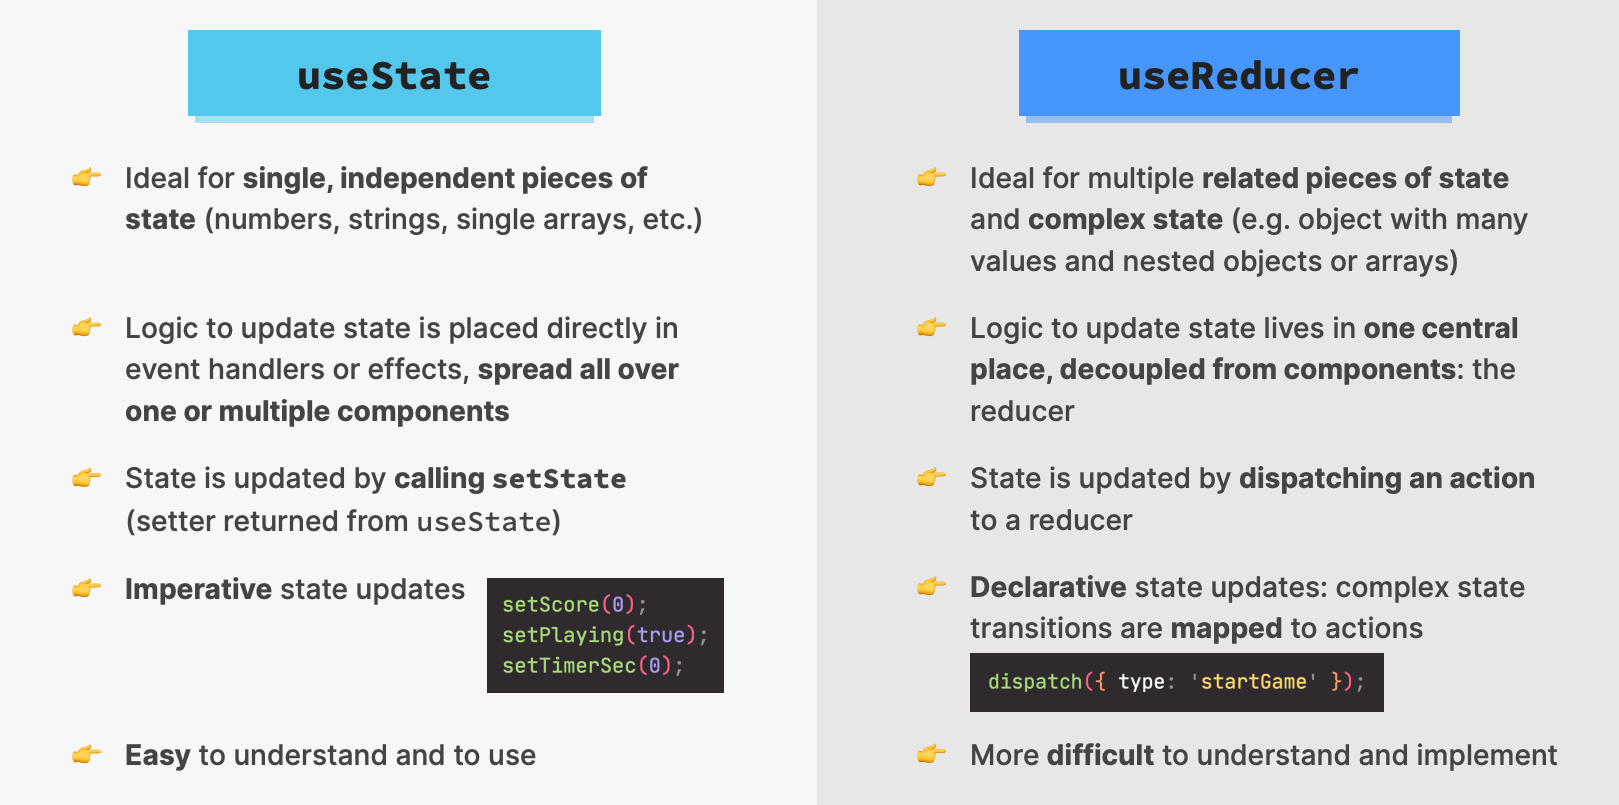 useState
Ideal for single, independent pieces of
state (numbers, strings, single arrays, etc.)
Logic to update state is placed directly in
event handlers or effects, spread all over
one or multiple components
State is updated by calling setState
(setter returned from useState)
Imperative state updates
setScore(0);
setPlaying(true);
setTimerSec(0);
Easy to understand and to use
useReducer
Ideal for multiple related pieces of state
and complex state (e.g. object with many
values and nested objects or arrays)
Logic to update state lives in one central
place, decoupled from components: the
reducer
State is updated by dispatching an action
to a reducer
Declarative state updates: complex state
transitions are mapped to actions
dispatch({ type: 'startGame' });
More difficult to understand and implement